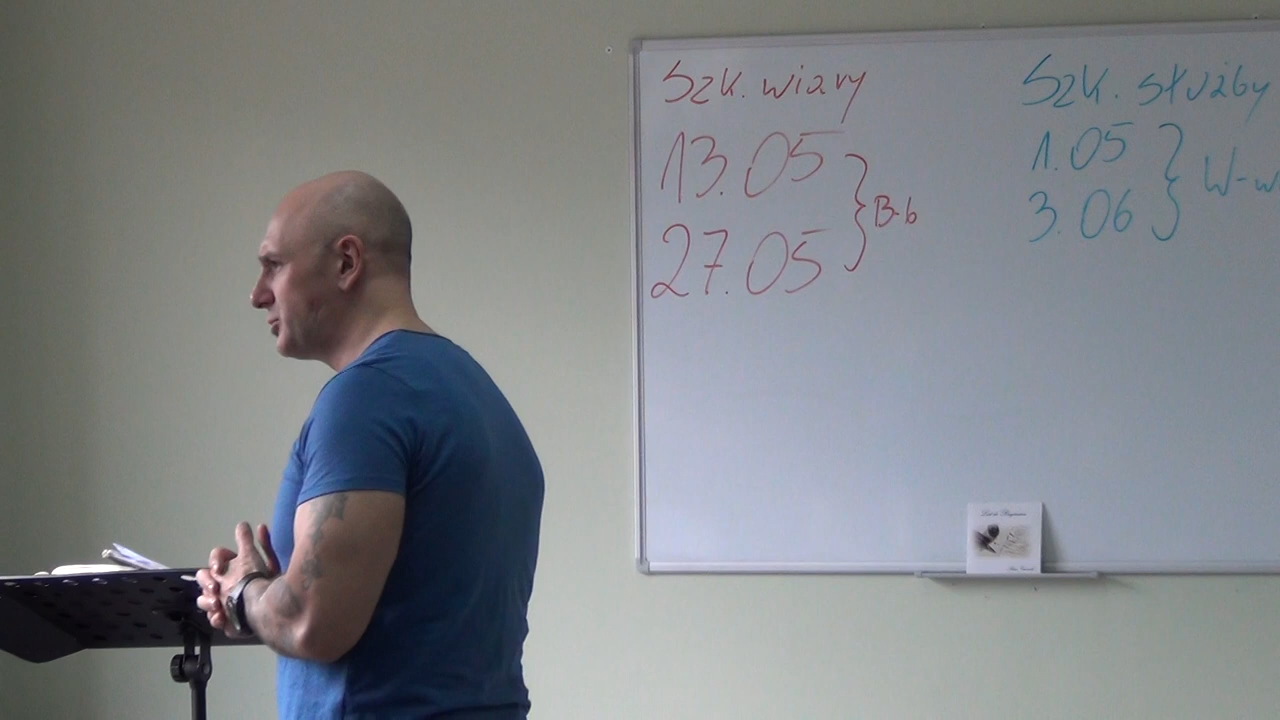 Szk. wiary
13.05
27.05
B-b
Szk. służby
1.05
3.06
W-w